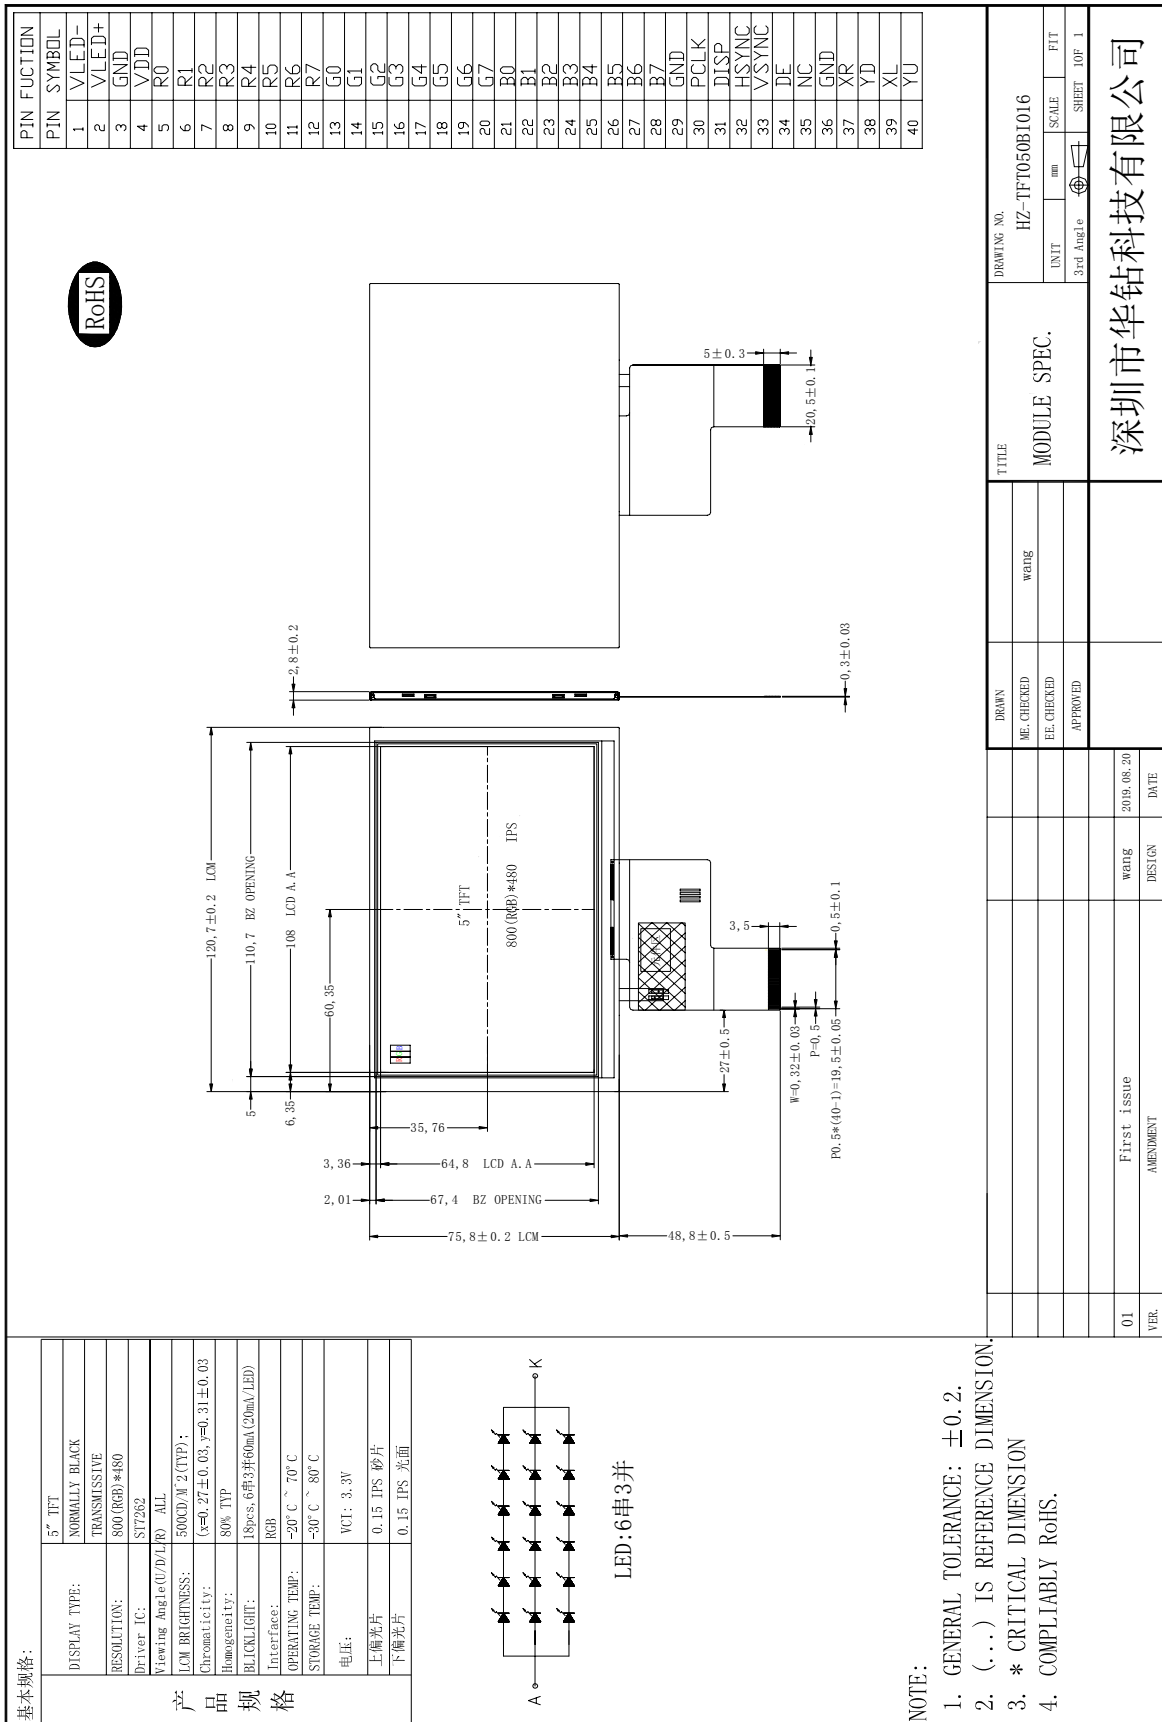 基本规格:
产品规格
DISPLAY TYPE: 5" TFT
NORMALLY BLACK
TRANSMISSIVE
RESOLUTION: 800(RGB)*480
Driver IC: ST7262
Viewing Angle(U/D/L/R) ALL
LCM BRIGHTNESS: 500CD/M^2(TYP);
Chromaticity: (x=0.27±0.03,y=0.31±0.03
Homogeneity: 80% TYP
BLICKLIGHT: 18pcs,6串3并60mA(20mA/LED)
Interface: RGB
OPERATING TEMP: -20°C ~ 70°C
STORAGE TEMP: -30°C ~ 80°C
电压: VCI: 3.3V
上偏光片 0.15 IPS 砂片
下偏光片 0.15 IPS 光面
A
K
LED:6串3并
NOTE:
1. GENERAL TOLERANCE: ±0.2.
2. (...) IS REFERENCE DIMENSION.
3. * CRITICAL DIMENSION
4. COMPLIABLY RoHS.
120,7±0.2 LCM
110,7 BZ OPENING
108 LCD A.A
60,35
5
6,35
35,76
3,36
64,8 LCD A.A
2,01
67,4 BZ OPENING
75,8±0.2 LCM
48,8±0.5
5" TFT
800(RGB)*480 IPS
27±0.5
3,5
0,5±0.1
W=0,32±0.03
P=0,5
P0.5*(40-1)=19,5±0.05
2,8±0.2
0,3±0.03
5±0.3
20,5±0.1
RoHS
PIN FUCTION
PIN SYMBOL
1 VLED-
2 VLED+
3 GND
4 VDD
5 R0
6 R1
7 R2
8 R3
9 R4
10 R5
11 R6
12 R7
13 G0
14 G1
15 G2
16 G3
17 G4
18 G5
19 G6
20 G7
21 B0
22 B1
23 B2
24 B3
25 B4
26 B5
27 B6
28 B7
29 GND
30 PCLK
31 DISP
32 HSYNC
33 VSYNC
34 DE
35 NC
36 GND
37 XR
38 YD
39 XL
40 YU
01 First issue wang 2019.08.20
VER. AMENDMENT DESIGN DATE
DRAWN
ME.CHECKED wang
EE.CHECKED
APPROVED
TITLE
MODULE SPEC.
DRAWING NO.
HZ-TFT050BI016
UNIT mm SCALE FIT
3rd Angle SHEET 1OF 1
深圳市华钻科技有限公司